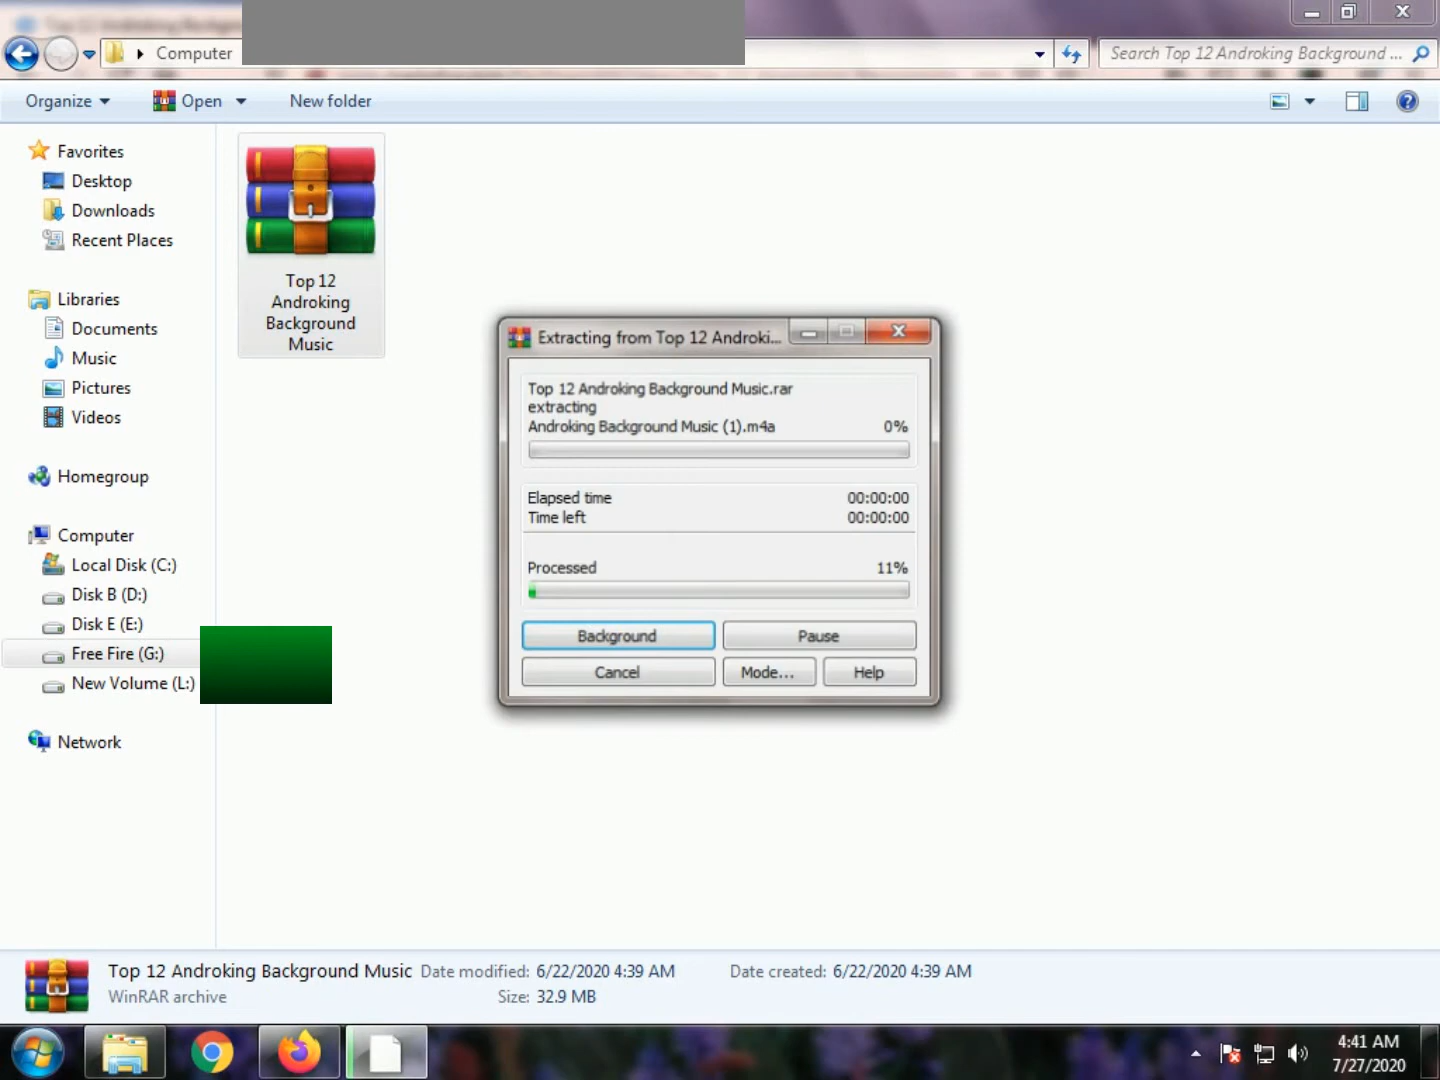 Computer
Search Top 12 Androking Background ...
Organize
Open
New folder
Favorites
Desktop
Downloads
Recent Places
Libraries
Documents
Music
Pictures
Videos
Homegroup
Computer
Local Disk (C:)
Disk B (D:)
Disk E (E:)
Free Fire (G:)
New Volume (L:)
Network
Top 12
Androking
Background
Music
Extracting from Top 12 Androki...
Top 12 Androking Background Music.rar
extracting
Androking Background Music (1).m4a 0%
Elapsed time 00:00:00
Time left 00:00:00
Processed 11%
Background
Pause
Cancel
Mode...
Help
Top 12 Androking Background Music Date modified: 6/22/2020 4:39 AM Date created: 6/22/2020 4:39 AM
WinRAR archive Size: 32.9 MB
4:41 AM
7/27/2020